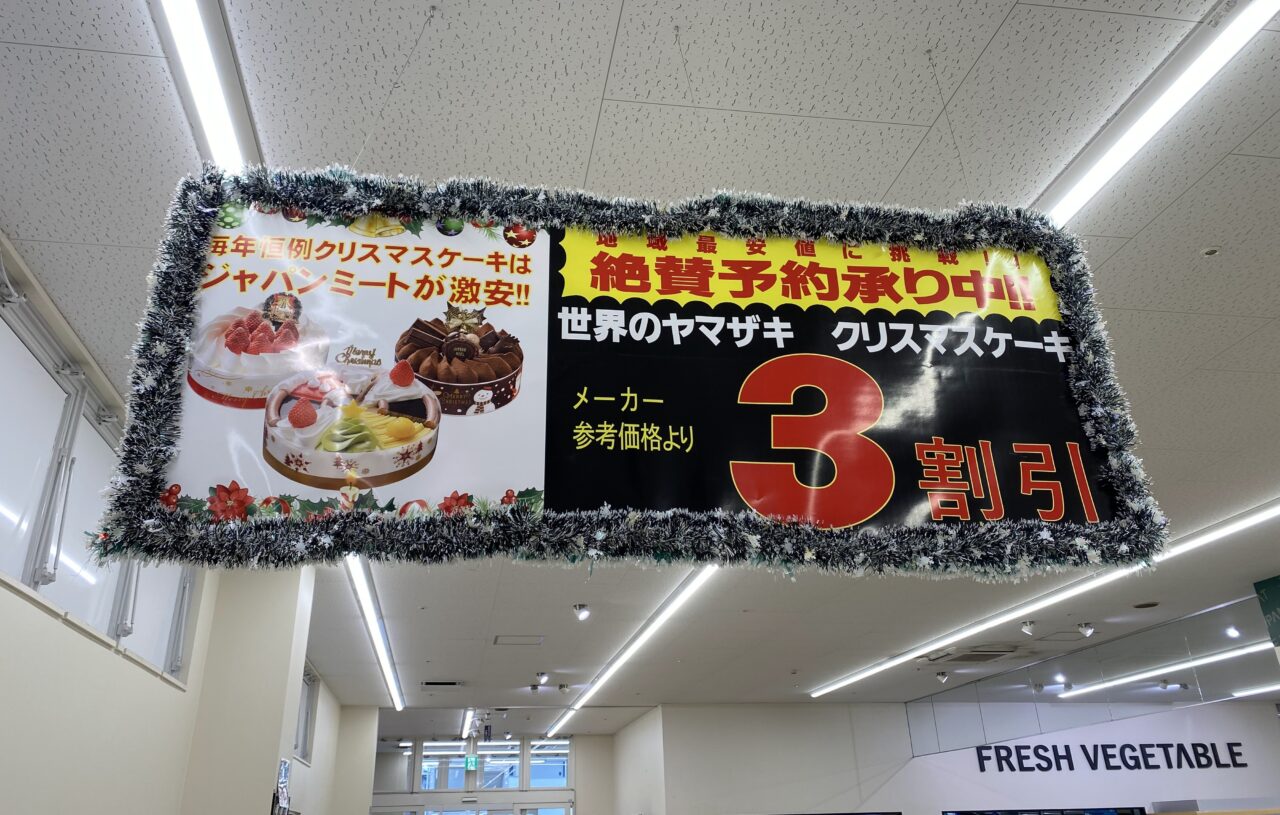 毎年恒例クリスマスケーキは
ジャパンミートが激安!!
Merry
Christmas
地域最安値に挑戦!!
絶賛予約承り中!!
世界のヤマザキ クリスマスケーキ
メーカー
参考価格より
3割引
FRESH VEGETABLE